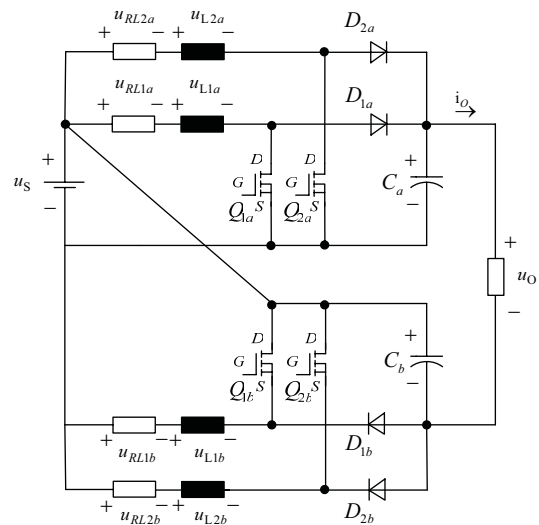 + u_RL2a − + u_L2a − D_2a
+ u_RL1a − + u_L1a − D_1a i_O
+ u_S −
D G Q_1a S D G Q_2a S + C_a −
+ u_O −
D G Q_1b S D G Q_2b S + C_b −
+ u_RL1b − + u_L1b − D_1b
+ u_RL2b − + u_L2b − D_2b